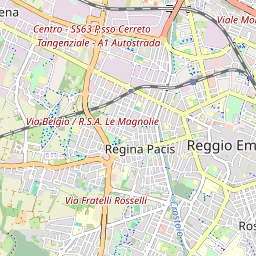 ena
Centro - SS63 P.sso Cerreto
Viale Mo
Tangenziale - A1 Autostrada
Via Belgio / R.S.A. Le Magnolie
Regina Pacis
Reggio Em
Via Fratelli Rosselli
Crostolo
Ros